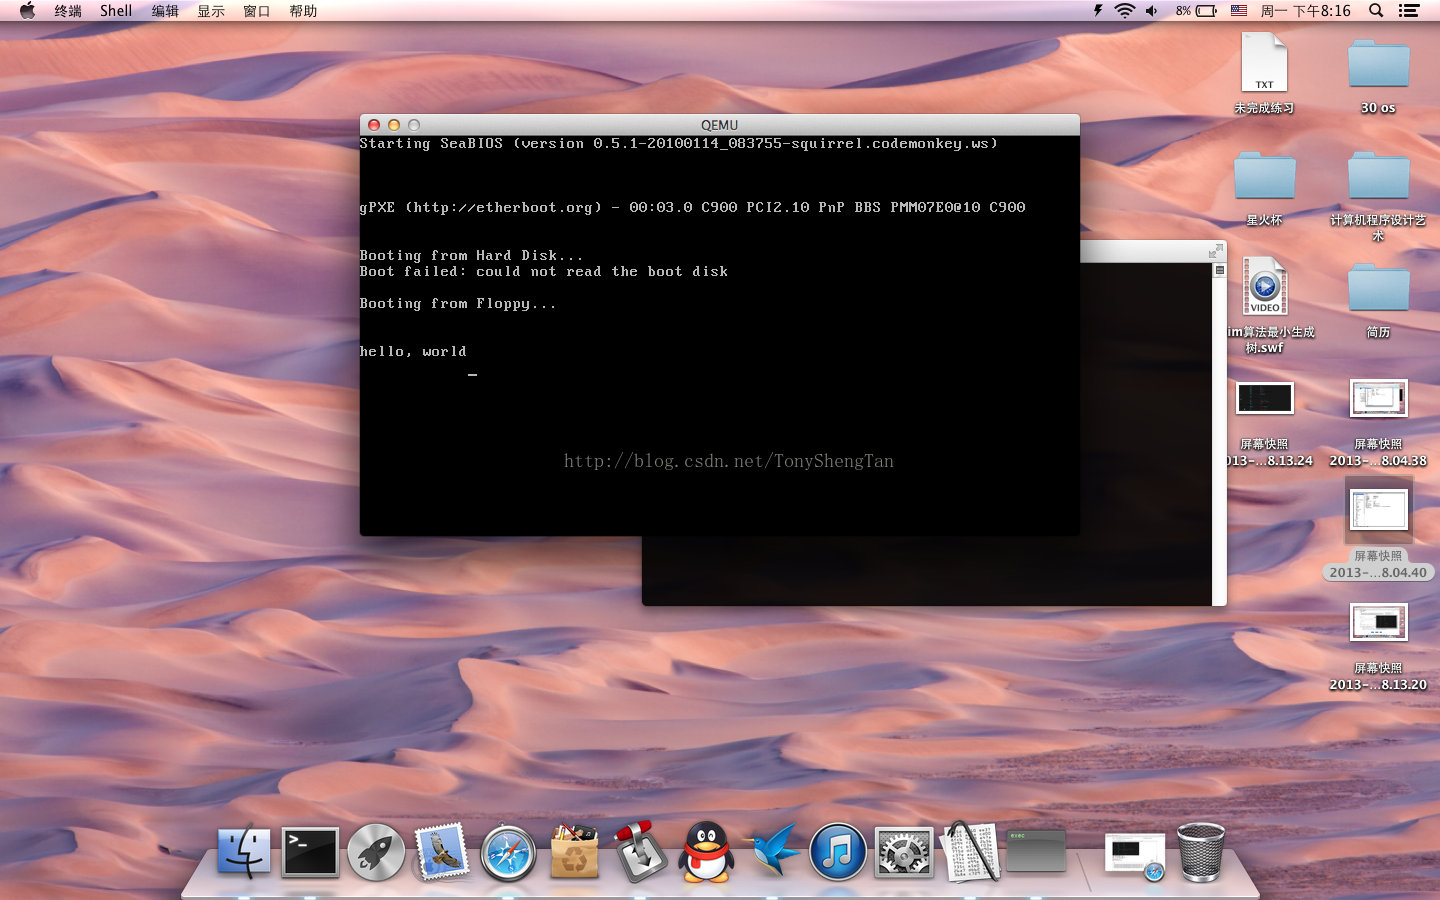 终端 Shell 编辑 显示 窗口 帮助
8% 周一 下午8:16
QEMU
Starting SeaBIOS (version 0.5.1-20100114_083755-squirrel.codemonkey.ws)
gPXE (http://etherboot.org) - 00:03.0 C900 PCI2.10 PnP BBS PMM07E0@10 C900
Booting from Hard Disk...
Boot failed: could not read the boot disk
Booting from Floppy...
hello, world
http://blog.csdn.net/TonyShengTan
TXT
未完成练习
30 os
星火杯
计算机程序设计艺
术
VIDEO
im算法最小生成
树.swf
简历
屏幕快照
013-...8.13.24
屏幕快照
2013-...8.04.38
屏幕快照
2013-...8.04.40
屏幕快照
2013-...8.13.20
exec